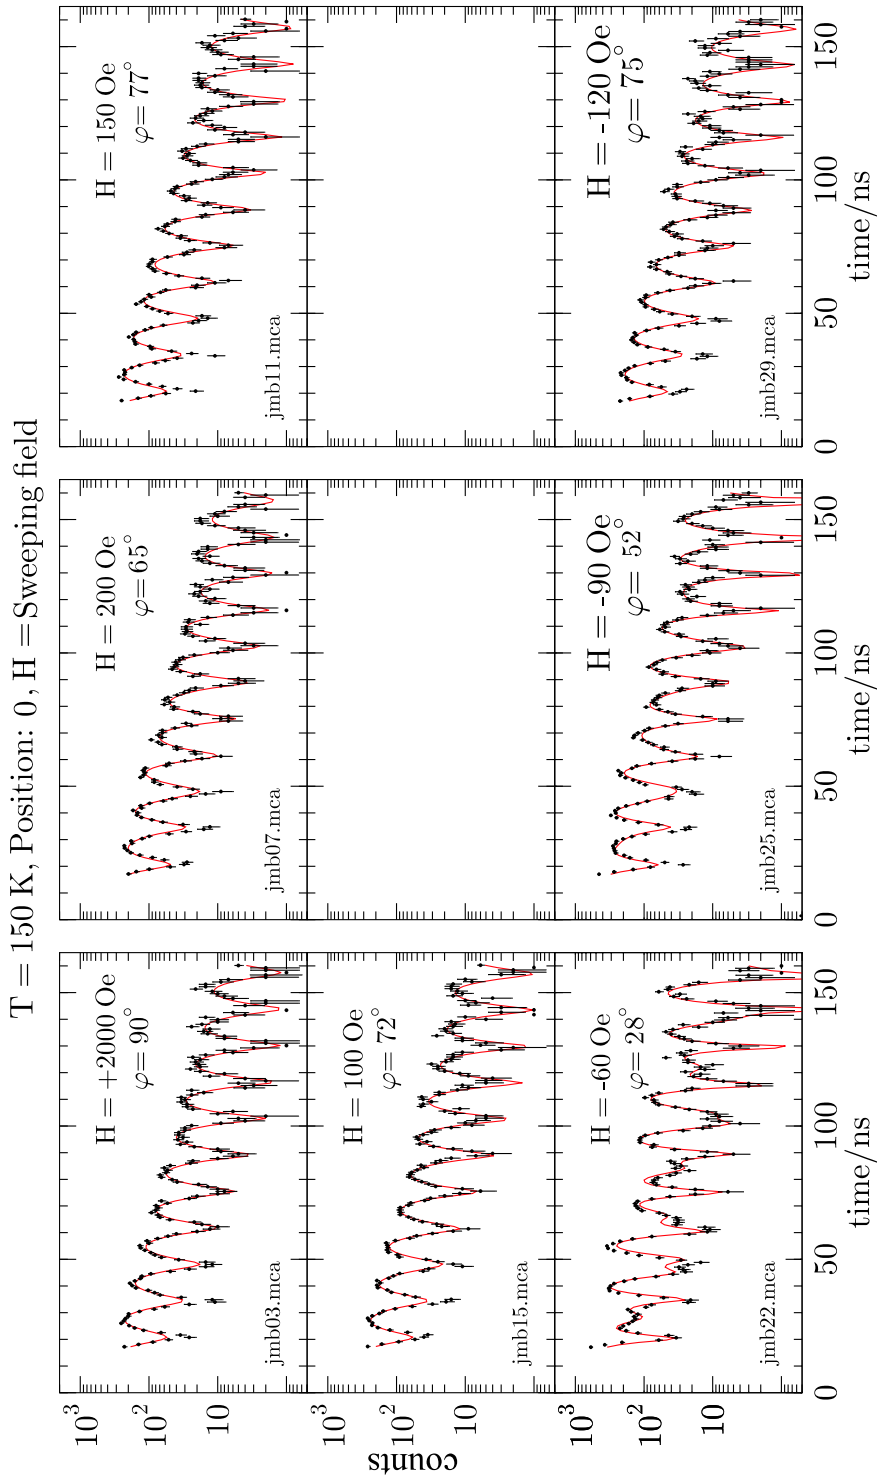 T = 150 K, Position: 0, H = Sweeping field
H = +2000 Oe
φ= 90°
jmb03.mca
H = 200 Oe
φ= 65°
jmb07.mca
H = 150 Oe
φ= 77°
jmb11.mca
H = 100 Oe
φ= 72°
jmb15.mca
H = -60 Oe
φ= 28°
jmb22.mca
H = -90 Oe
φ= 52°
jmb25.mca
H = -120 Oe
φ= 75°
jmb29.mca
counts
10³
10²
10
10³
10²
10
10³
10²
10
0 50 100 150
0 50 100 150
0 50 100 150
time/ns
time/ns
time/ns